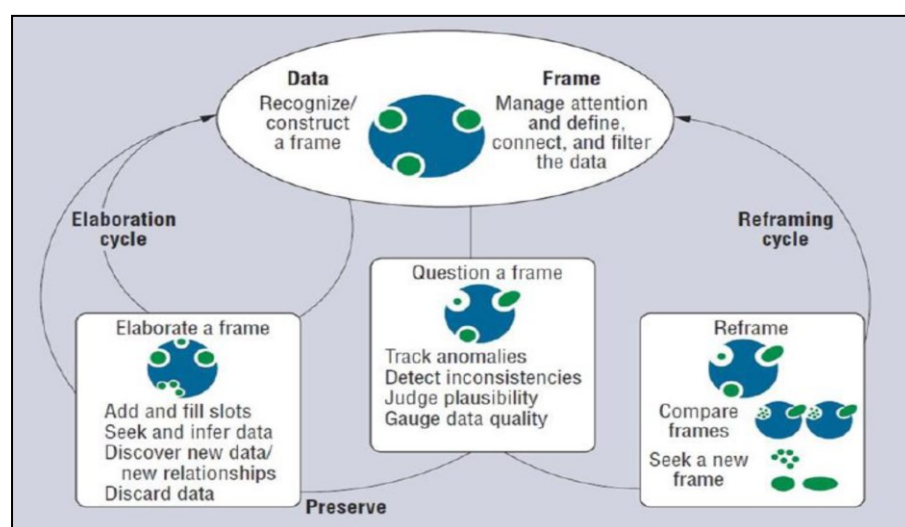 Data
Recognize/
construct
a frame
Frame
Manage attention
and define,
connect, and filter
the data
Elaboration
cycle
Reframing
cycle
Question a frame
Track anomalies
Detect inconsistencies
Judge plausibility
Gauge data quality
Elaborate a frame
Add and fill slots
Seek and infer data
Discover new data/
new relationships
Discard data
Reframe
Compare
frames
Seek a new
frame
Preserve